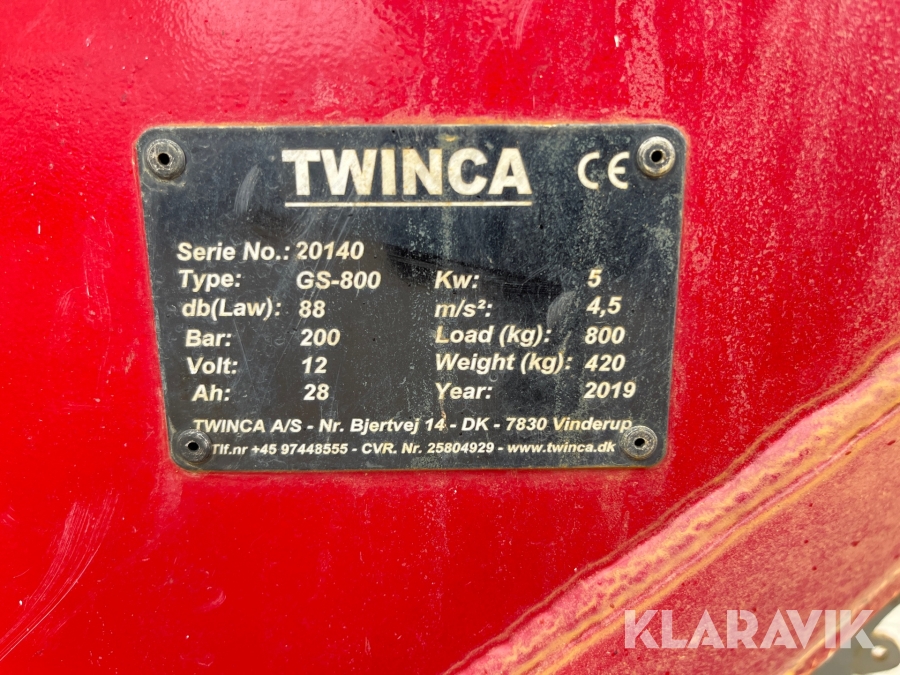 TWINCA CE
Serie No.: 20140
Type: GS-800 Kw: 5
db(Law): 88 m/s²: 4,5
Bar: 200 Load (kg): 800
Volt: 12 Weight (kg): 420
Ah: 28 Year: 2019
TWINCA A/S - Nr. Bjertvej 14 - DK - 7830 Vinderup
Tlf.nr +45 97448555 - CVR. Nr. 25804929 - www.twinca.dk
KLARAVIK